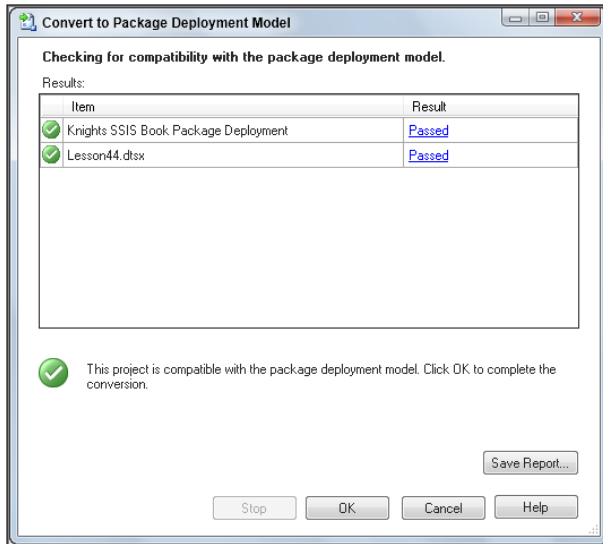 Convert to Package Deployment Model
Checking for compatibility with the package deployment model.
Results:
Item Result
Knights SSIS Book Package Deployment Passed
Lesson44.dtsx Passed
This project is compatible with the package deployment model. Click OK to complete the
conversion.
Save Report...
Stop OK Cancel Help